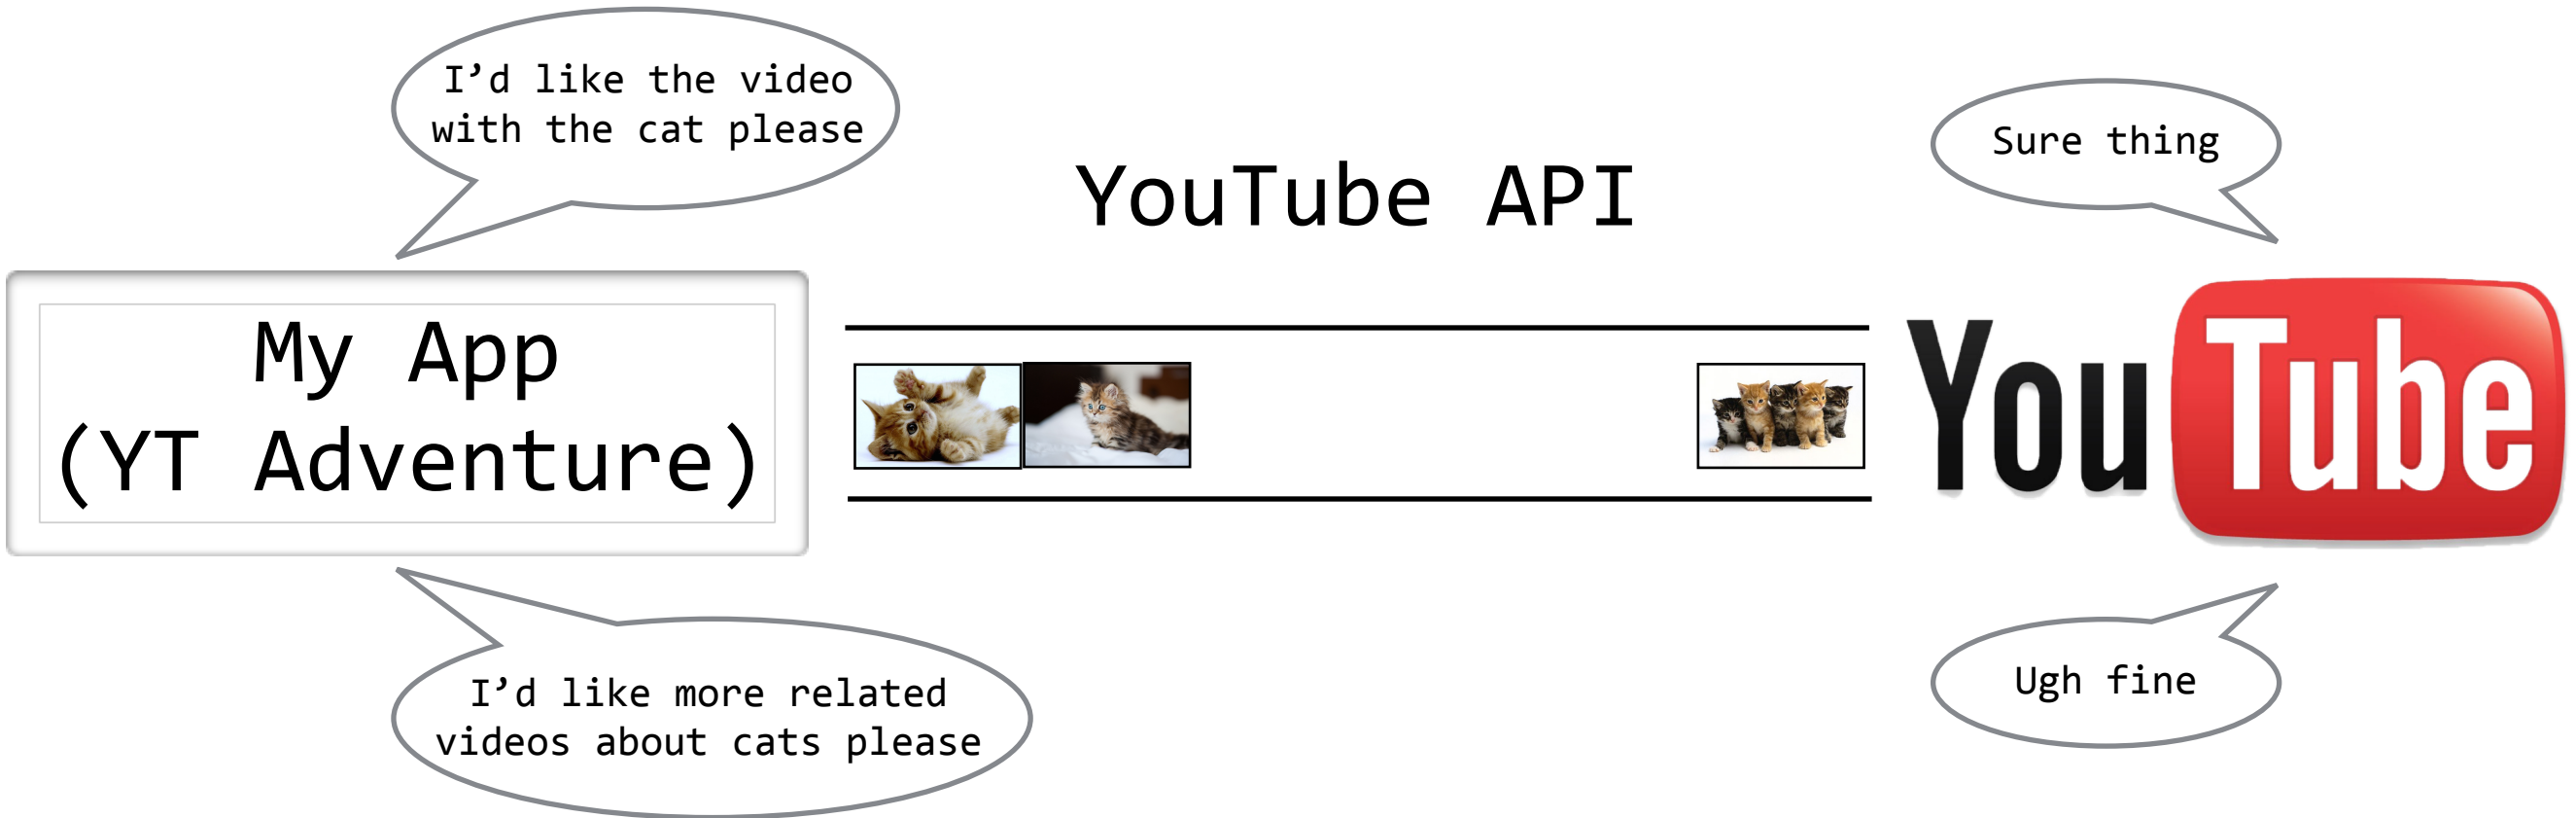 I’d like the video
with the cat please
Sure thing
YouTube API
My App
(YT Adventure)
YouTube
I’d like more related
videos about cats please
Ugh fine